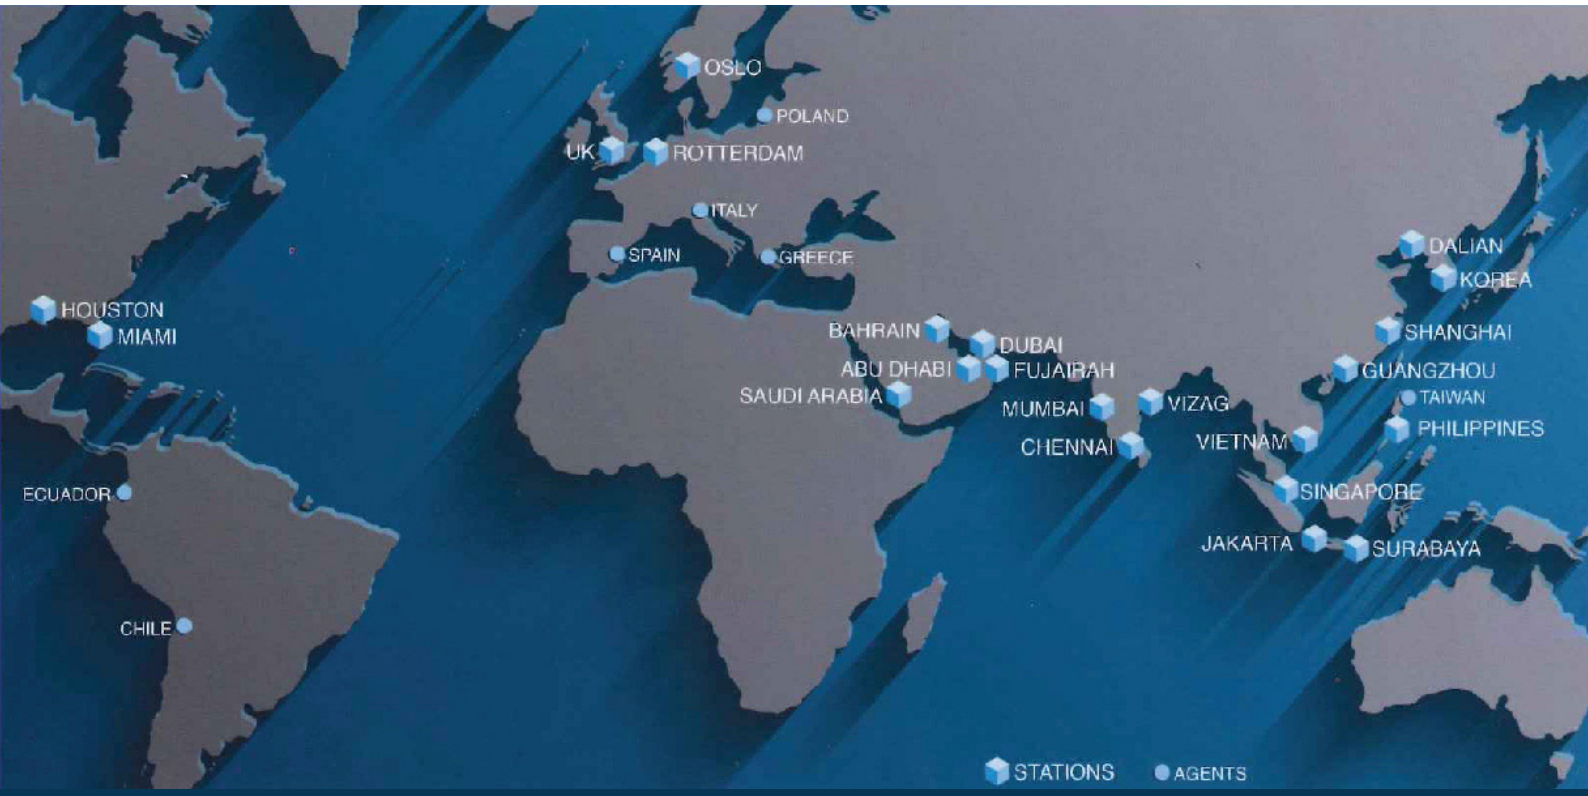 OSLO
POLAND
UK
ROTTERDAM
ITALY
SPAIN
GREECE
DALIAN
KOREA
HOUSTON
MIAMI
BAHRAIN
DUBAI
SHANGHAI
ABU DHABI
FUJAIRAH
GUANGZHOU
SAUDI ARABIA
TAIWAN
MUMBAI
VIZAG
PHILIPPINES
CHENNAI
VIETNAM
ECUADOR
SINGAPORE
JAKARTA
SURABAYA
CHILE
STATIONS
AGENTS